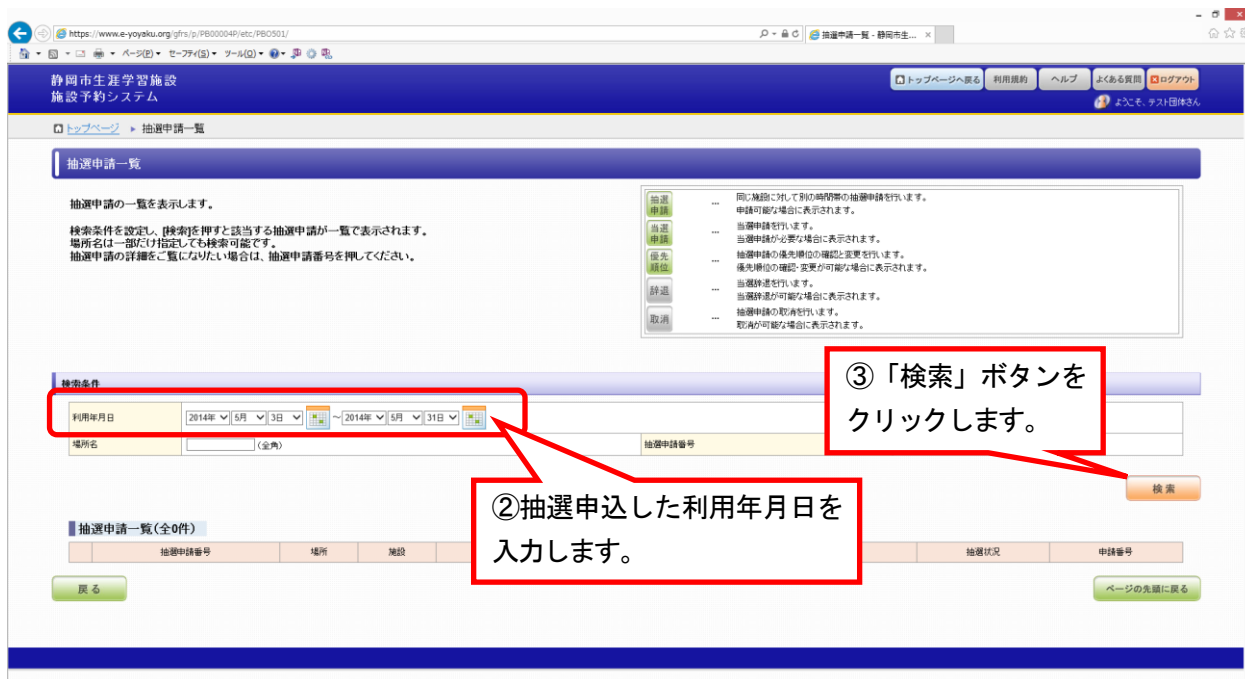 https://www.e-yoyaku.org/gfrs/p/PB00004P/etc/PBO501/
抽選申請一覧 - 静岡市生...
ページ(P) セーフティ(S) ツール(O)
静岡市生涯学習施設
施設予約システム
トップページへ戻る 利用規約 ヘルプ よくある質問 ログアウト
ようこそ、テスト団体さん
トップページ ▶ 抽選申請一覧
抽選申請一覧
抽選申請の一覧を表示します。
検索条件を設定し、[検索]を押すと該当する抽選申請が一覧で表示されます。
場所名は一部だけ指定しても検索可能です。
抽選申請の詳細をご覧になりたい場合は、抽選申請番号を押してください。
抽選申請 … 同じ施設に対して別の時間帯の抽選申請を行います。
申請可能な場合に表示されます。
当選申請 … 当選申請を行います。
当選申請が必要な場合に表示されます。
優先順位 … 抽選申請の優先順位の確認と変更を行います。
優先順位の確認・変更が可能な場合に表示されます。
辞退 … 当選辞退を行います。
当選辞退が可能な場合に表示されます。
取消 … 抽選申請の取消を行います。
取消が可能な場合に表示されます。
③「検索」ボタンを
クリックします。
検索条件
利用年月日 2014年 5月 3日 ～ 2014年 5月 31日
場所名 (全角) 抽選申請番号
検索
②抽選申込した利用年月日を
入力します。
抽選申請一覧(全0件)
抽選申請番号 場所 施設 抽選状況 申請番号
戻る ページの先頭に戻る